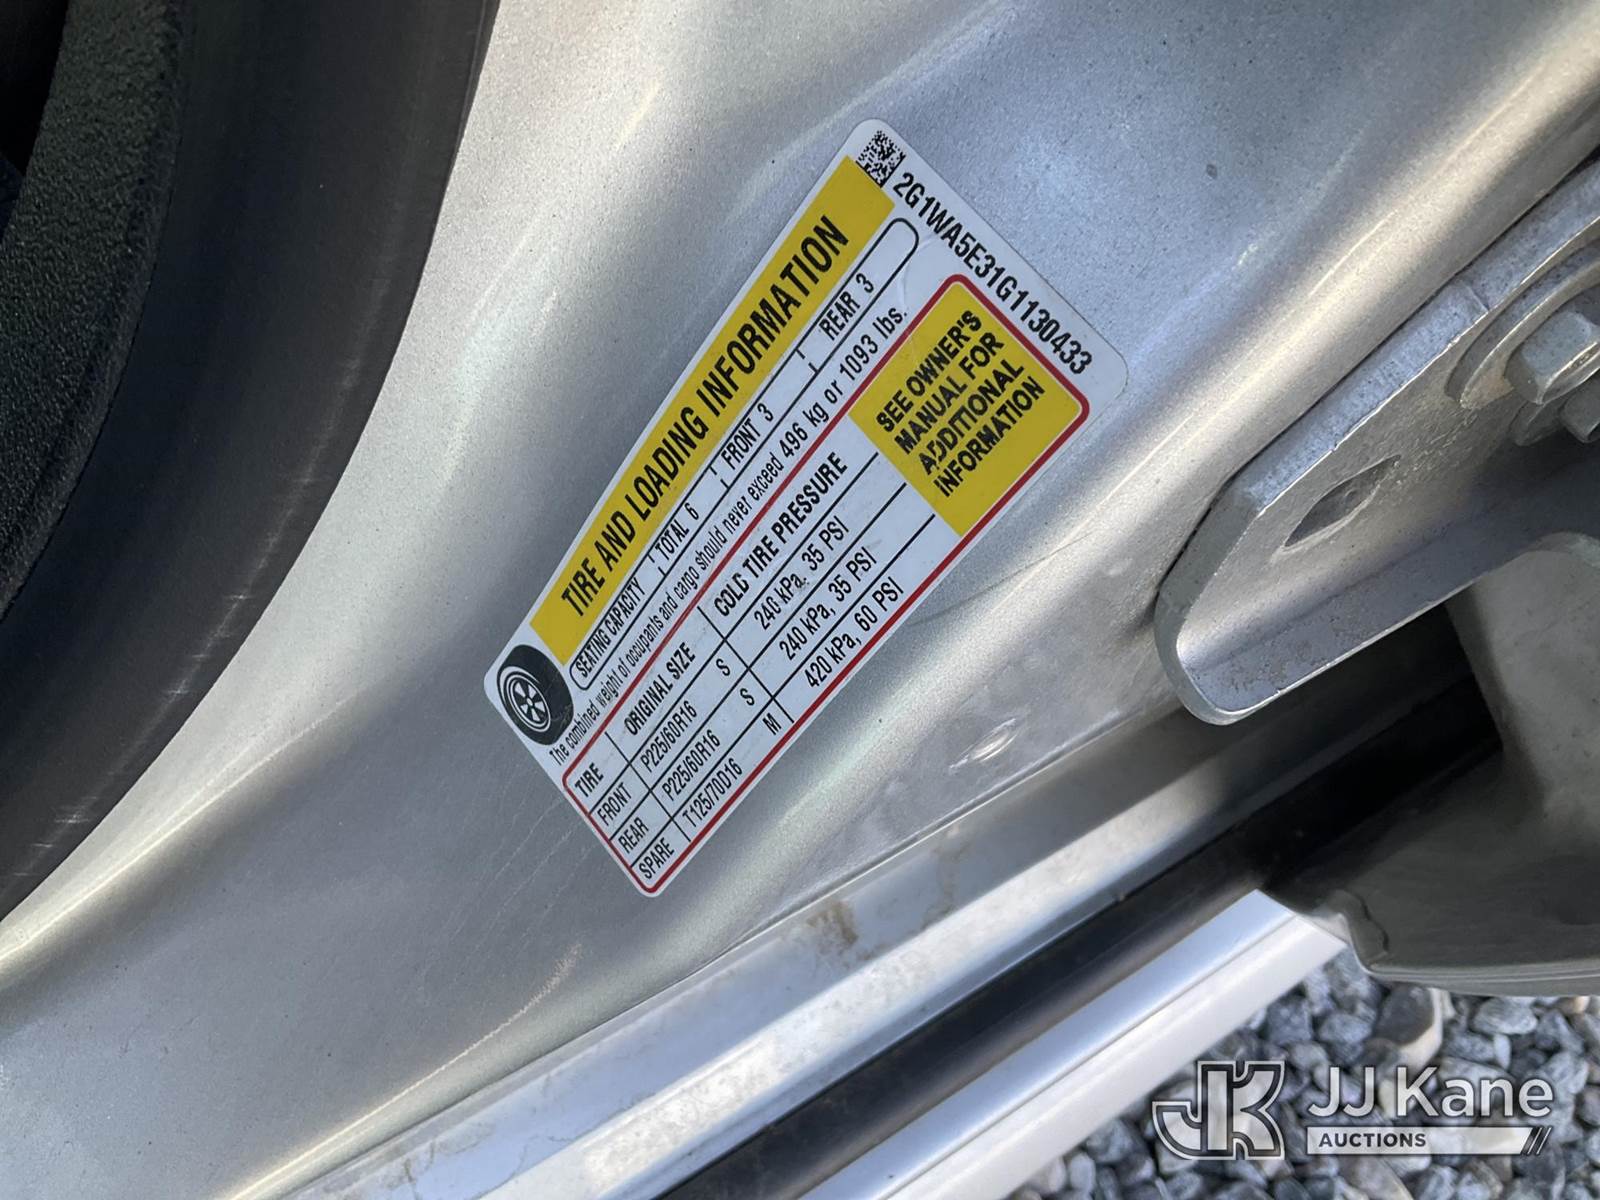 2G1WA5E31G1130433
TIRE AND LOADING INFORMATION
SEATING CAPACITY TOTAL 6 FRONT 3 REAR 3
The combined weight of occupants and cargo should never exceed 496 kg or 1093 lbs.
TIRE ORIGINAL SIZE COLD TIRE PRESSURE
FRONT P225/60R16 S 240 kPa, 35 PSI
REAR P225/60R16 S 240 kPa, 35 PSI
SPARE T125/70D16 M 420 kPa, 60 PSI
SEE OWNER'S
MANUAL FOR
ADDITIONAL
INFORMATION
JK JJ Kane
AUCTIONS